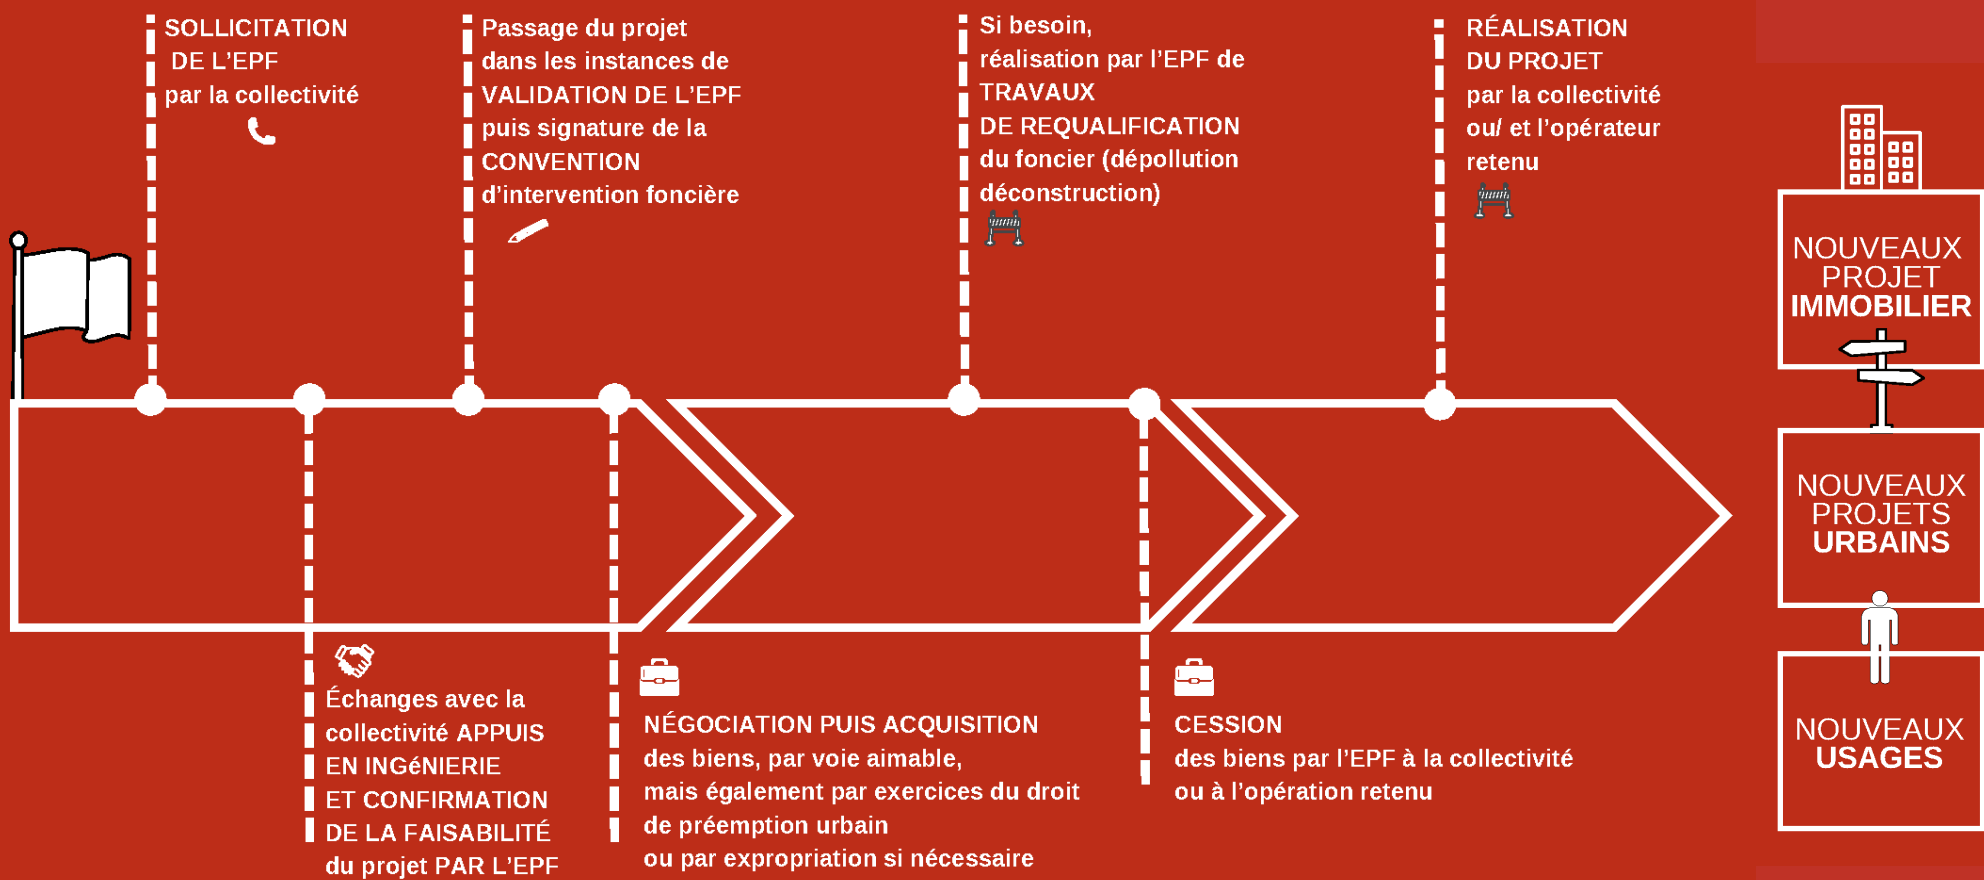 SOLLICITATION
DE L’EPF
par la collectivité
Échanges avec la
collectivité APPUIS
EN INGéNIERIE
ET CONFIRMATION
DE LA FAISABILITÉ
du projet PAR L’EPF
Passage du projet
dans les instances de
VALIDATION DE L’EPF
puis signature de la
CONVENTION
d’intervention foncière
NÉGOCIATION PUIS ACQUISITION
des biens, par voie aimable,
mais également par exercices du droit
de préemption urbain
ou par expropriation si nécessaire
Si besoin,
réalisation par l’EPF de
TRAVAUX
DE REQUALIFICATION
du foncier (dépollution
déconstruction)
CESSION
des biens par l’EPF à la collectivité
ou à l’opération retenu
RÉALISATION
DU PROJET
par la collectivité
ou/ et l’opérateur
retenu
NOUVEAUX
PROJET
IMMOBILIER
NOUVEAUX
PROJETS
URBAINS
NOUVEAUX
USAGES